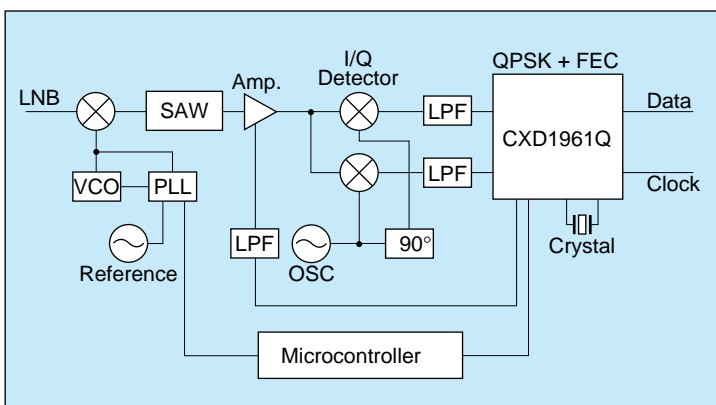 I/Q
Detector
QPSK + FEC
Amp.
LNB
SAW
LPF
Data
CXD1961Q
VCO
PLL
LPF
Clock
LPF
90°
Crystal
Reference
OSC
Microcontroller